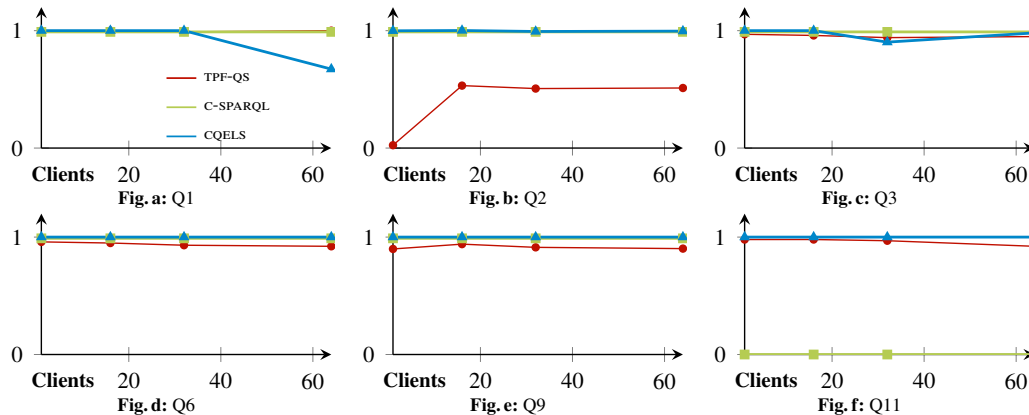 1
TPF-QS
C-SPARQL
CQELS
0
Clients 20 40 60
Fig. a: Q1
1
0
Clients 20 40 60
Fig. b: Q2
1
0
Clients 20 40 60
Fig. c: Q3
1
0
Clients 20 40 60
Fig. d: Q6
1
0
Clients 20 40 60
Fig. e: Q9
1
0
Clients 20 40 60
Fig. f: Q11